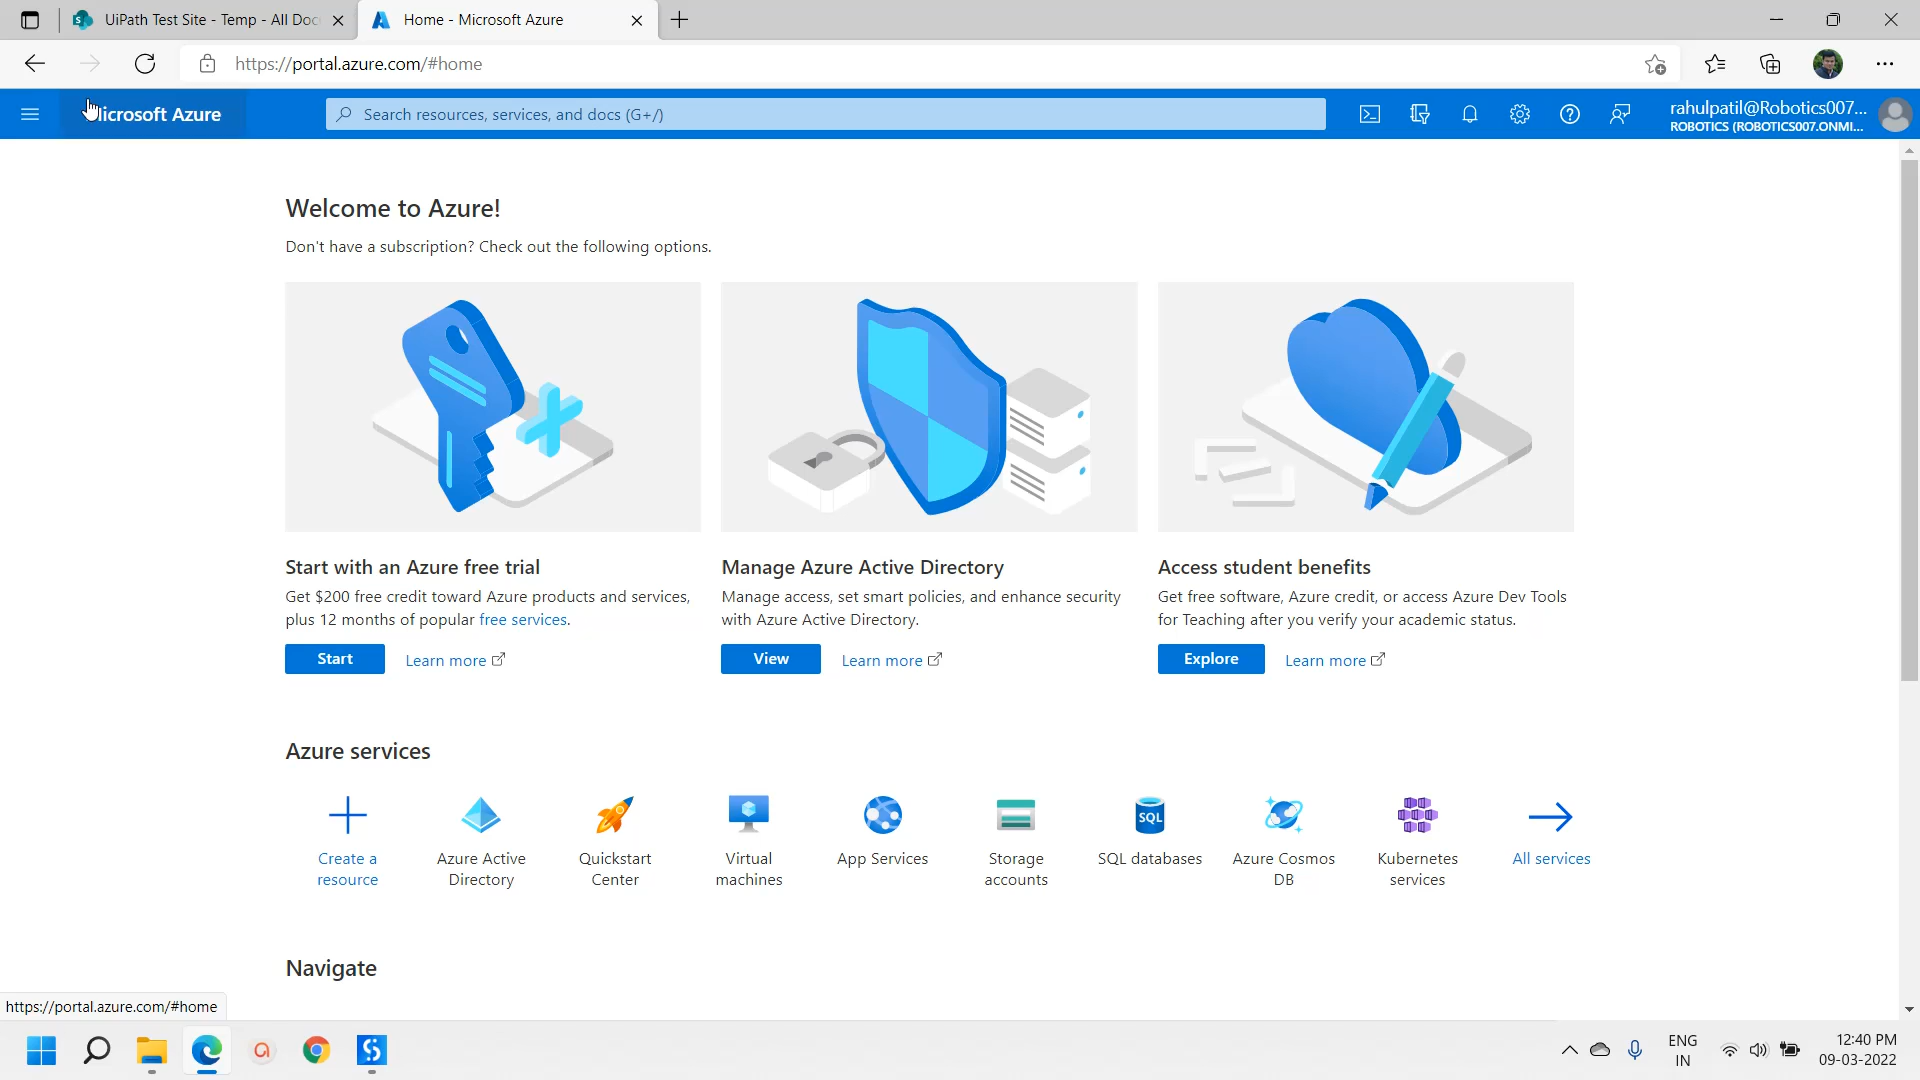 UiPath Test Site - Temp - All Doc
Home - Microsoft Azure
https://portal.azure.com/#home
Microsoft Azure
Search resources, services, and docs (G+/)
rahulpatil@Robotics007...
ROBOTICS (ROBOTICS007.ONMI...
Welcome to Azure!
Don't have a subscription? Check out the following options.
Start with an Azure free trial
Get $200 free credit toward Azure products and services,
plus 12 months of popular free services.
Start
Learn more
Manage Azure Active Directory
Manage access, set smart policies, and enhance security
with Azure Active Directory.
View
Learn more
Access student benefits
Get free software, Azure credit, or access Azure Dev Tools
for Teaching after you verify your academic status.
Explore
Learn more
Azure services
Create a
resource
Azure Active
Directory
Quickstart
Center
Virtual
machines
App Services
Storage
accounts
SQL
SQL databases
Azure Cosmos
DB
Kubernetes
services
All services
Navigate
https://portal.azure.com/#home
ENG
IN
12:40 PM
09-03-2022